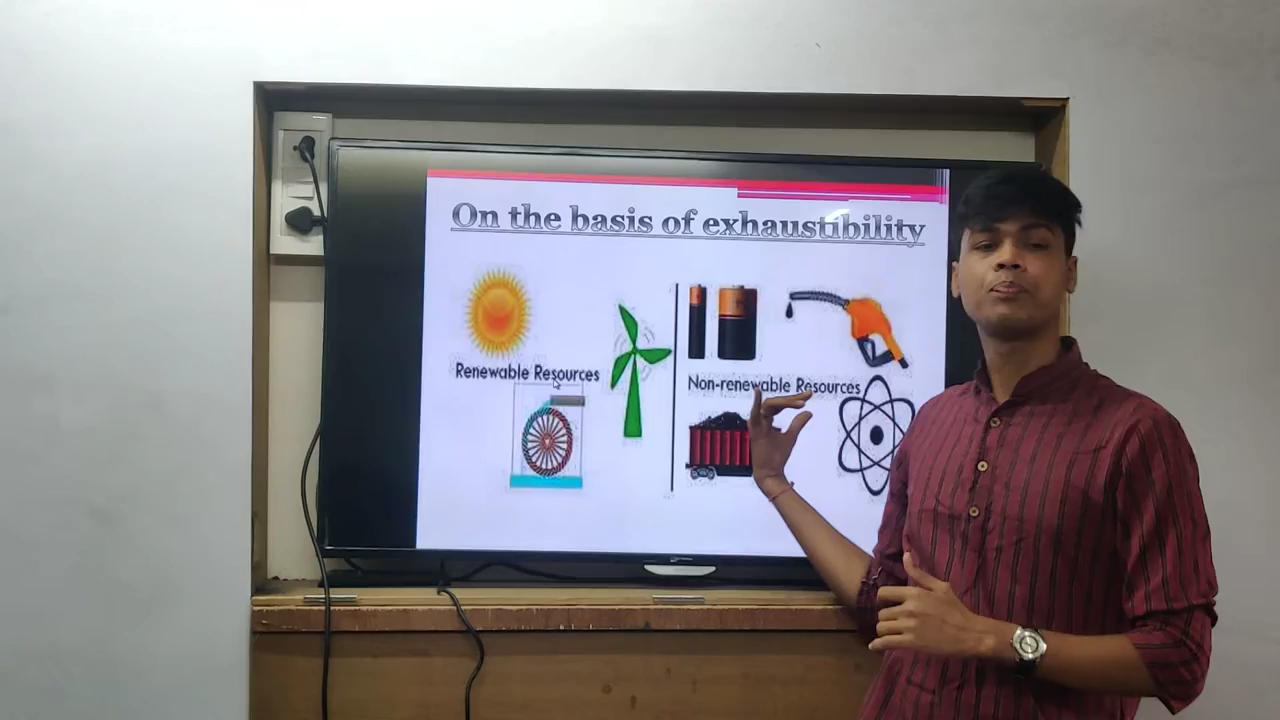 On the basis of exhaustibility
Renewable Resources
Non-renewable Resources